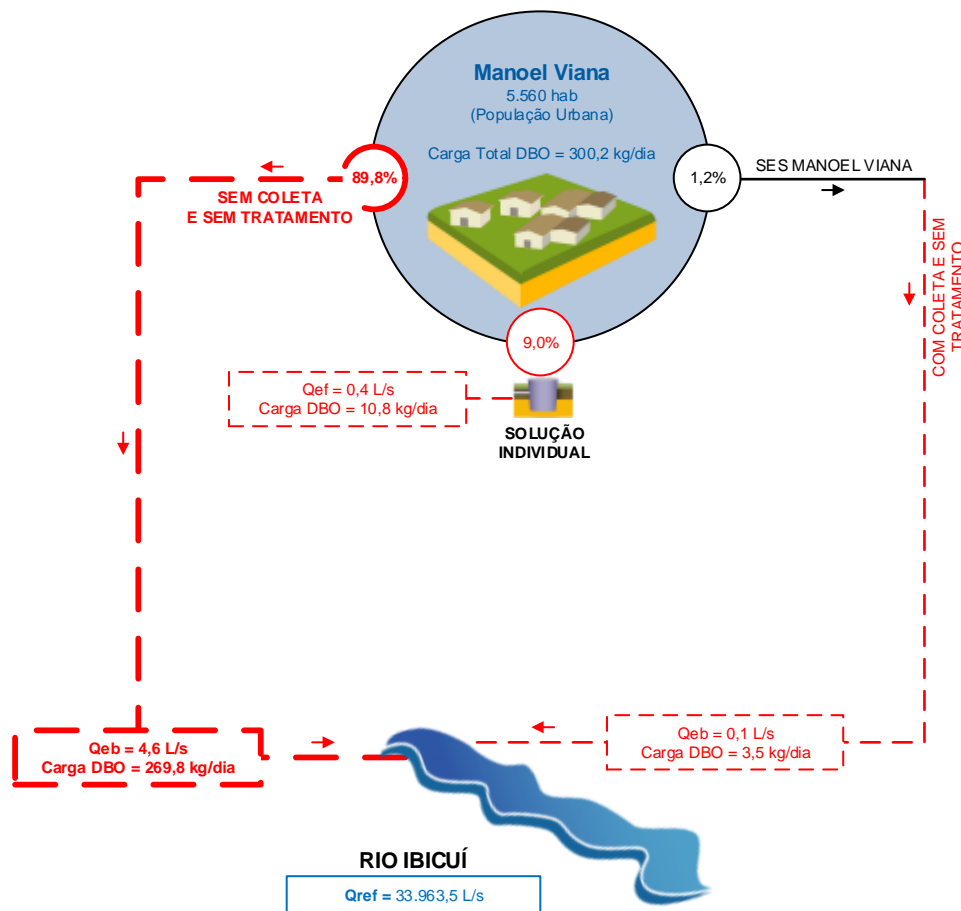 Manoel Viana
5.560 hab
(População Urbana)
Carga Total DBO = 300,2 kg/dia
89,8%
SEM COLETA
E SEM TRATAMENTO
1,2%
SES MANOEL VIANA
COM COLETA E SEM
TRATAMENTO
9,0%
Qef = 0,4 L/s
Carga DBO = 10,8 kg/dia
SOLUÇÃO
INDIVIDUAL
Qeb = 4,6 L/s
Carga DBO = 269,8 kg/dia
Qeb = 0,1 L/s
Carga DBO = 3,5 kg/dia
RIO IBICUÍ
Qref = 33.963,5 L/s